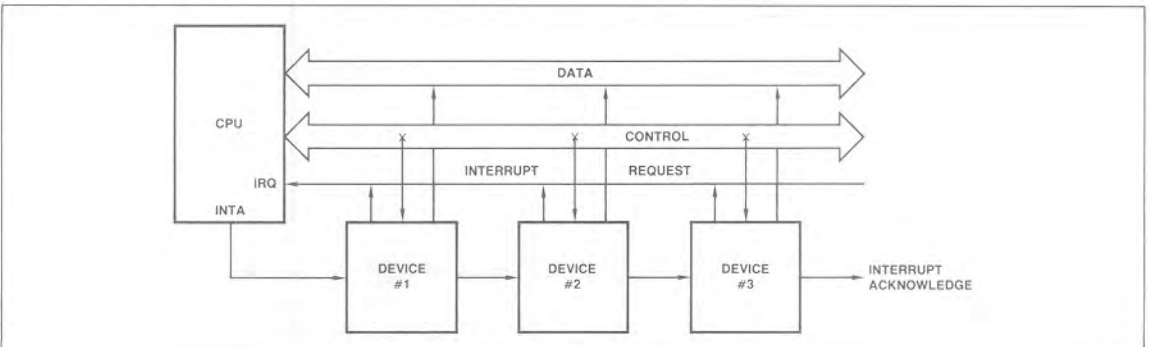 DATA
CPU
CONTROL
INTERRUPT REQUEST
IRQ
INTA
DEVICE
#1
DEVICE
#2
DEVICE
#3
INTERRUPT
ACKNOWLEDGE